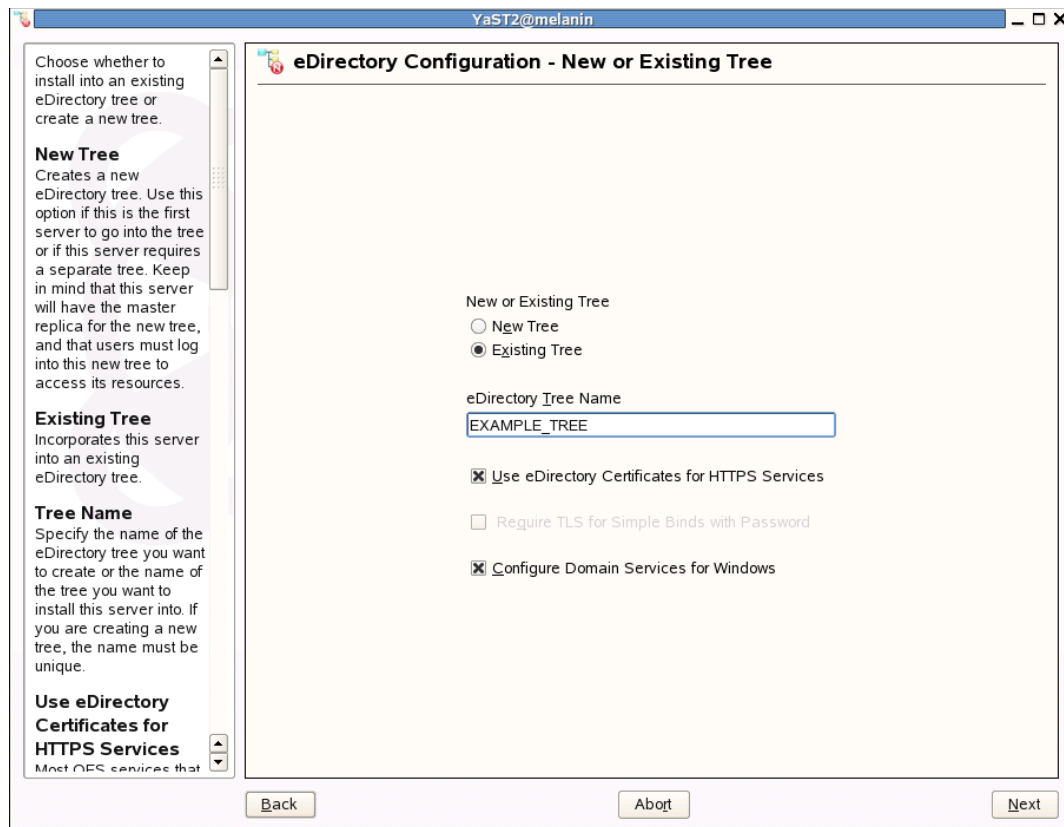 YaST2@melanin
Choose whether to
install into an existing
eDirectory tree or
create a new tree.
New Tree
Creates a new
eDirectory tree. Use this
option if this is the first
server to go into the tree
or if this server requires
a separate tree. Keep
in mind that this server
will have the master
replica for the new tree,
and that users must log
into this new tree to
access its resources.
Existing Tree
Incorporates this server
into an existing
eDirectory tree.
Tree Name
Specify the name of the
eDirectory tree you want
to create or the name of
the tree you want to
install this server into. If
you are creating a new
tree, the name must be
unique.
Use eDirectory
Certificates for
HTTPS Services
Most OES services that
eDirectory Configuration - New or Existing Tree
New or Existing Tree
New Tree
Existing Tree
eDirectory Tree Name
EXAMPLE_TREE
Use eDirectory Certificates for HTTPS Services
Require TLS for Simple Binds with Password
Configure Domain Services for Windows
Back
Abort
Next